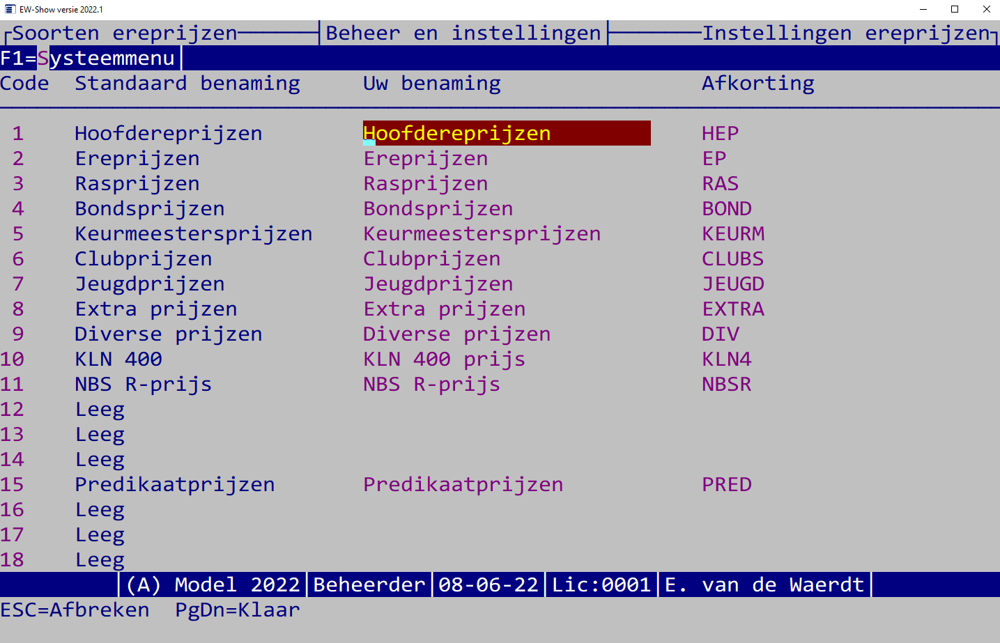 EW-Show versie 2022.1
Soorten ereprijzen Beheer en instellingen Instellingen ereprijzen
F1=Systeemmenu
Code Standaard benaming Uw benaming Afkorting
1 Hoofdereprijzen Hoofdereprijzen HEP
2 Ereprijzen Ereprijzen EP
3 Rasprijzen Rasprijzen RAS
4 Bondsprijzen Bondsprijzen BOND
5 Keurmeestersprijzen Keurmeestersprijzen KEURM
6 Clubprijzen Clubprijzen CLUBS
7 Jeugdprijzen Jeugdprijzen JEUGD
8 Extra prijzen Extra prijzen EXTRA
9 Diverse prijzen Diverse prijzen DIV
10 KLN 400 KLN 400 prijs KLN4
11 NBS R-prijs NBS R-prijs NBSR
12 Leeg
13 Leeg
14 Leeg
15 Predikaatprijzen Predikaatprijzen PRED
16 Leeg
17 Leeg
18 Leeg
|(A) Model 2022|Beheerder|08-06-22|Lic:0001|E. van de Waerdt|
ESC=Afbreken PgDn=Klaar